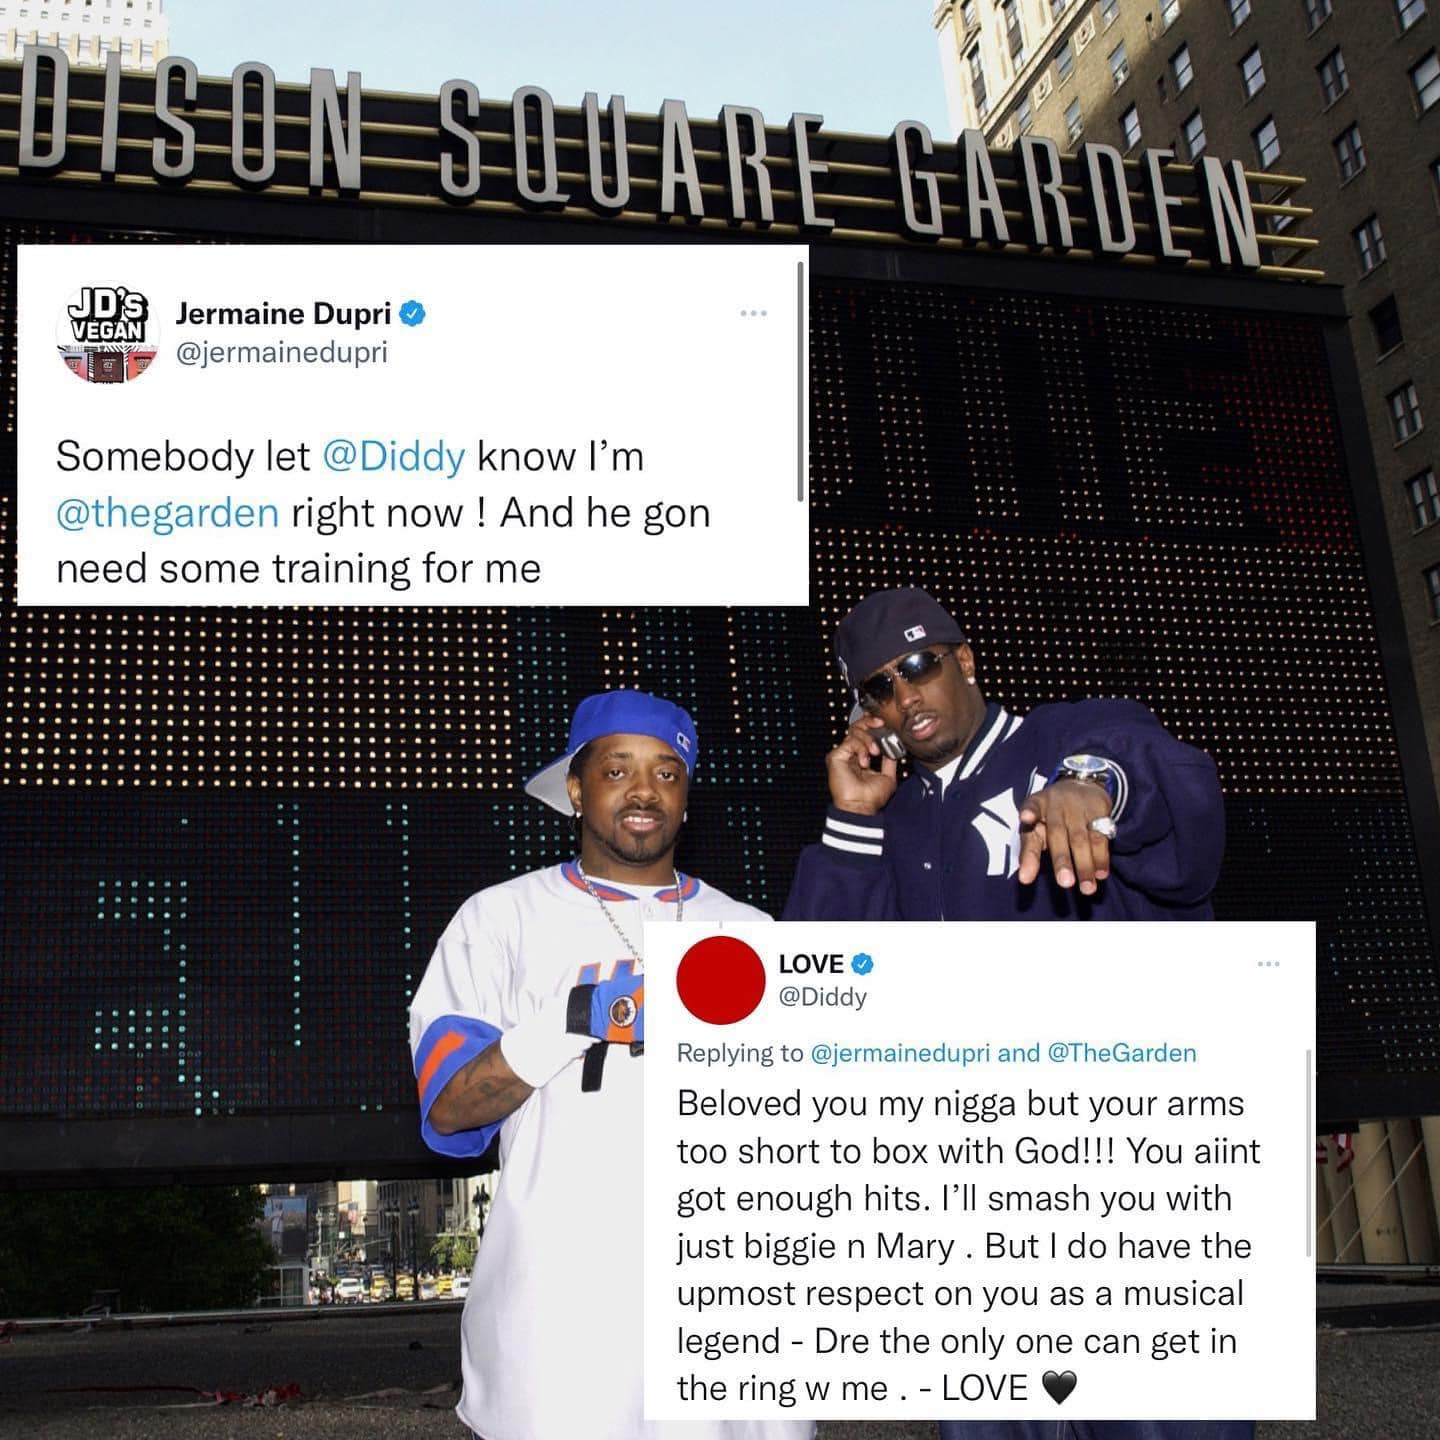 DISON SQUARE GARDEN
JD'S
VEGAN
Jermaine Dupri
@jermainedupri
Somebody let @Diddy know I’m
@thegarden right now ! And he gon
need some training for me
NY
LOVE
@Diddy
Replying to @jermainedupri and @TheGarden
Beloved you my nigga but your arms
too short to box with God!!! You aiint
got enough hits. I’ll smash you with
just biggie n Mary . But I do have the
upmost respect on you as a musical
legend - Dre the only one can get in
the ring w me . - LOVE 🖤